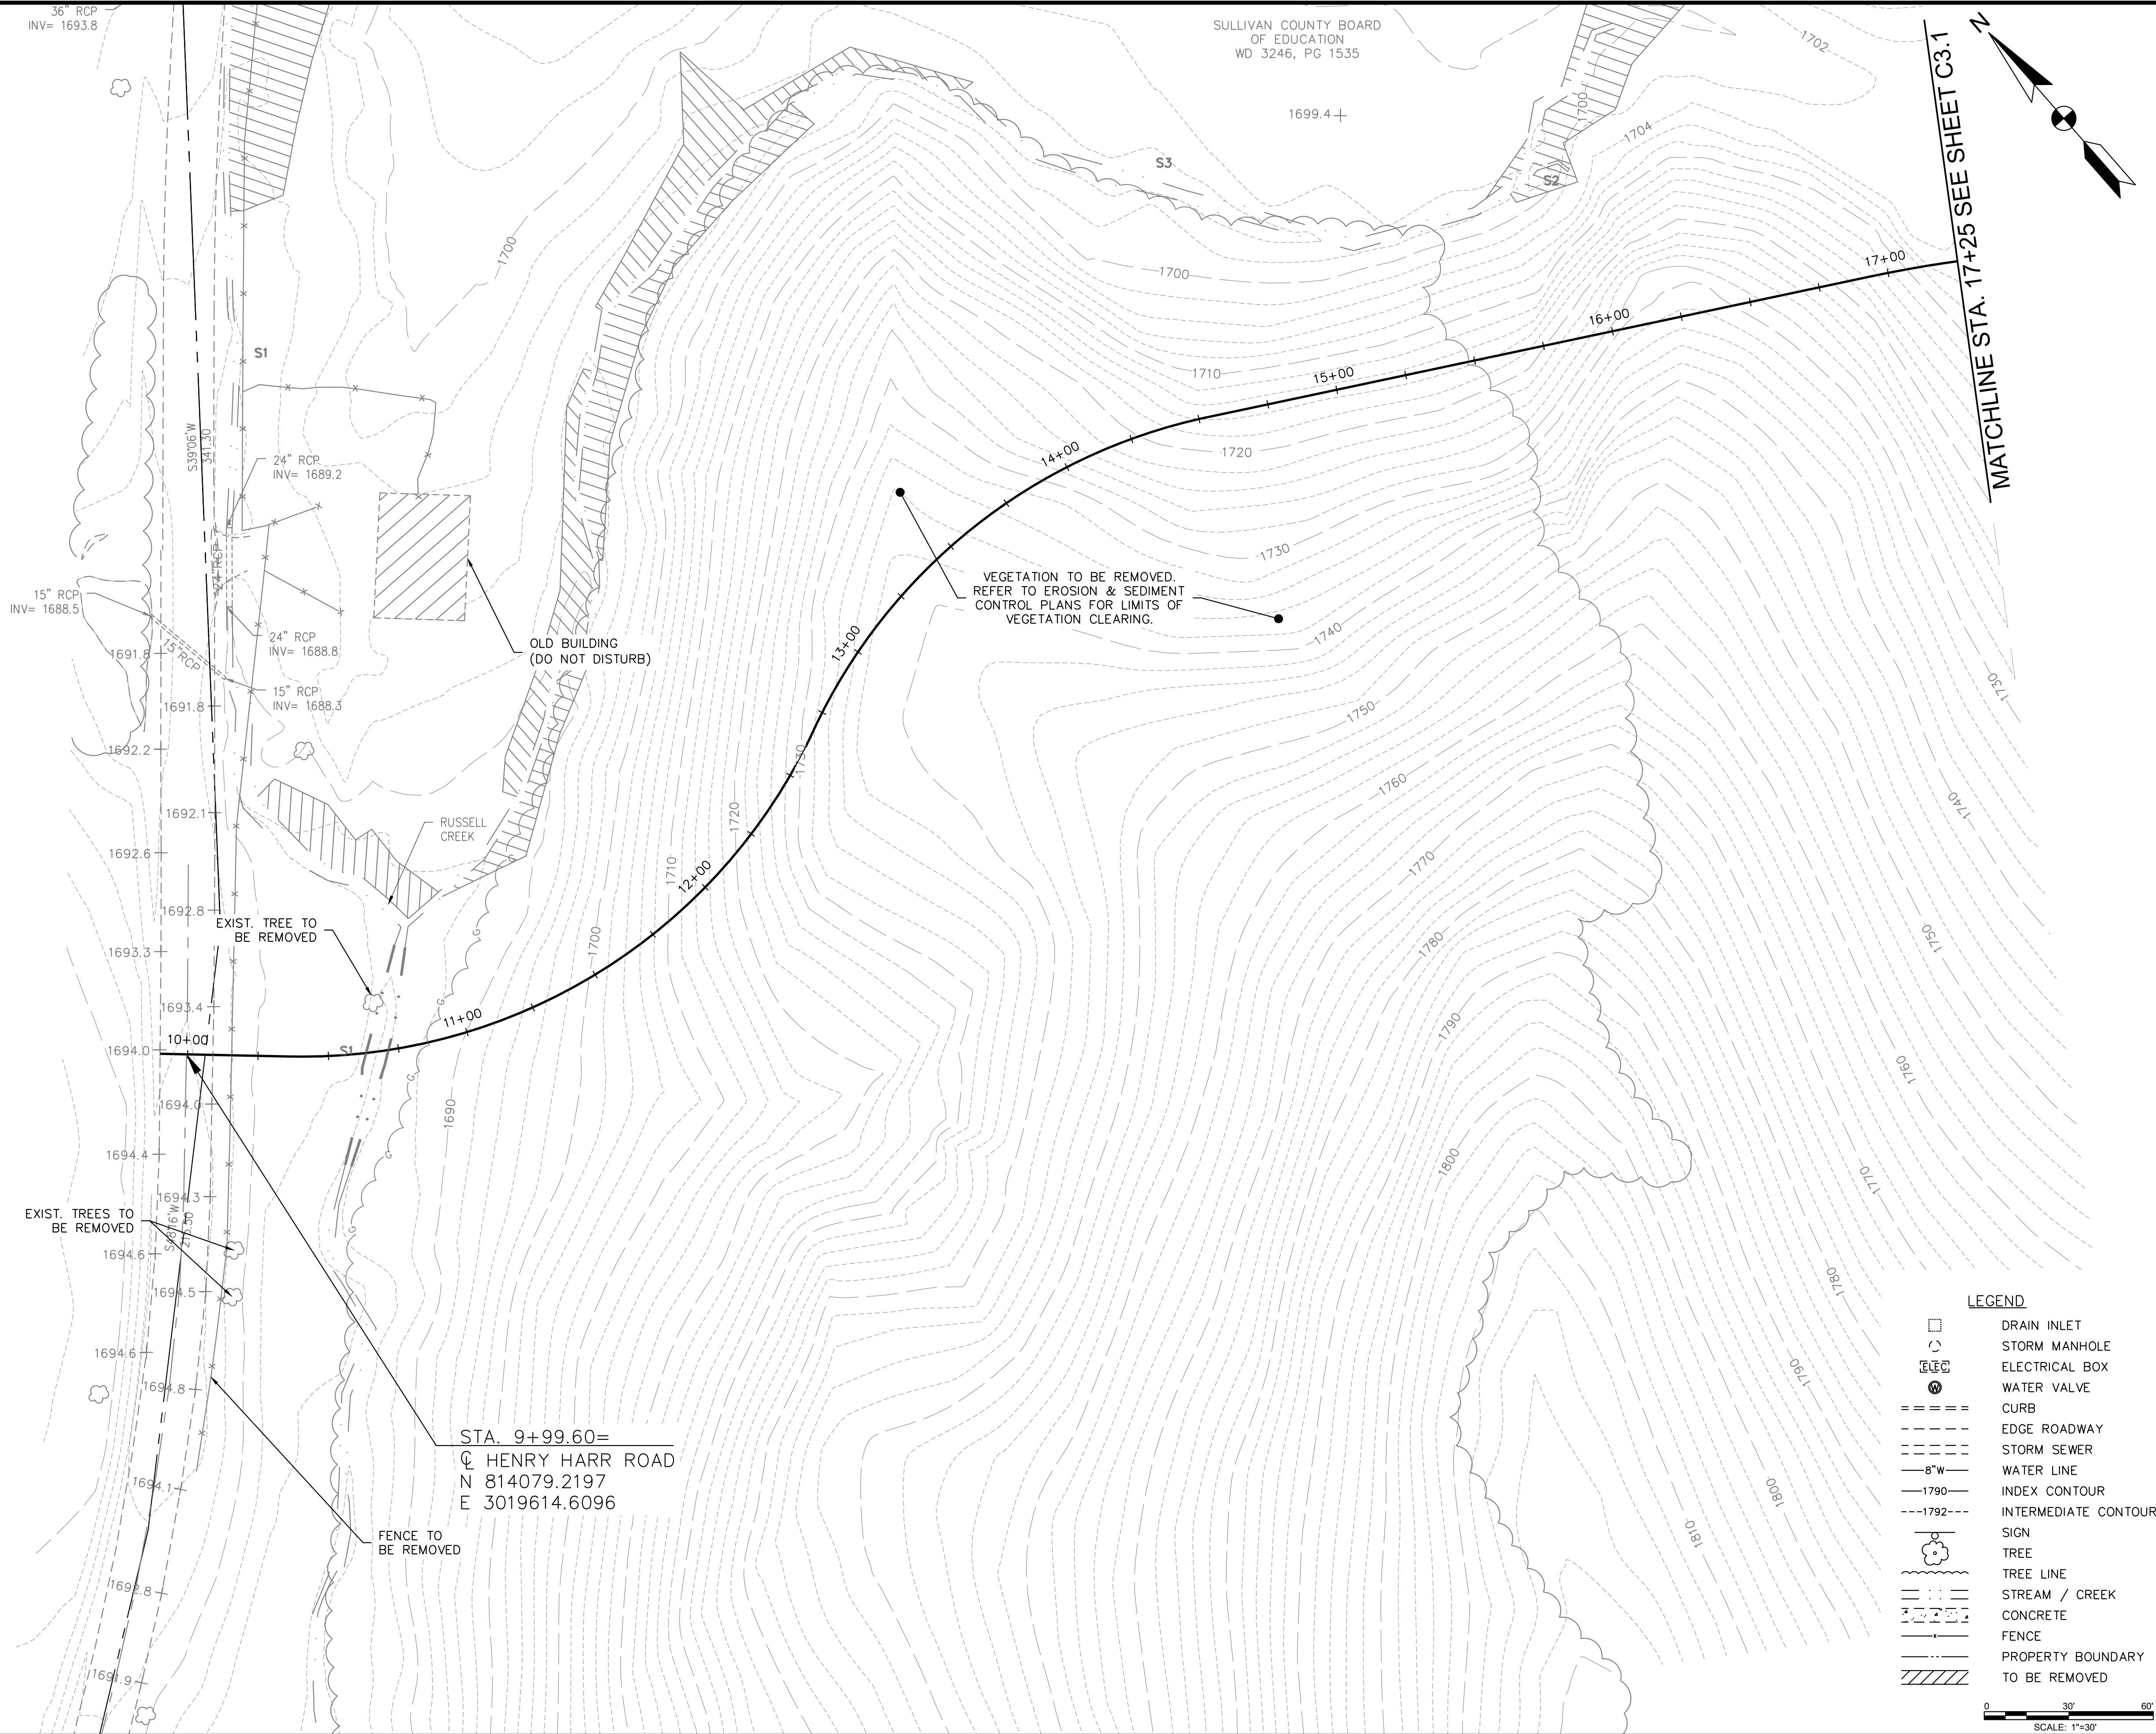 36" RCP
INV= 1693.8
SULLIVAN COUNTY BOARD
OF EDUCATION
WD 3246, PG 1535
1702
N
MATCHLINE STA. 17+25 SEE SHEET C3.1
1699.4
1700
1704
S3
S2
1700
1700
17+00
16+00
S1
1710
15+00
S39°06'W
341.30
24" RCP
INV= 1689.2
14+00
1720
24"RCP
1730
VEGETATION TO BE REMOVED.
REFER TO EROSION & SEDIMENT
CONTROL PLANS FOR LIMITS OF
VEGETATION CLEARING.
15" RCP
INV= 1688.5
24" RCP
INV= 1688.8
OLD BUILDING
(DO NOT DISTURB)
13+00
1740
1691.8
15"RCP
15" RCP
INV= 1688.3
1691.8
1730
1750
1692.2
1730
1760
1740
1692.1
1720
RUSSELL
CREEK
1692.6
1710
12+00
1770
1692.8
EXIST. TREE TO
BE REMOVED
1700
1780
1750
1693.3
1693.4
11+00
10+00
1694.0
S1
1790
1760
1694.0
1690
1694.4
1800
1770
1694.3
EXIST. TREES TO
BE REMOVED
1694.6
1694.5
1780
1694.6
1694.8
1790
STA. 9+99.60=
℄ HENRY HARR ROAD
N 814079.2197
E 3019614.6096
1694.1
1800
1810
FENCE TO
BE REMOVED
1692.8
1691.9
LEGEND
DRAIN INLET
STORM MANHOLE
ELEC ELECTRICAL BOX
W WATER VALVE
CURB
EDGE ROADWAY
STORM SEWER
8"W WATER LINE
1790 INDEX CONTOUR
1792 INTERMEDIATE CONTOUR
SIGN
TREE
TREE LINE
STREAM / CREEK
CONCRETE
x FENCE
PROPERTY BOUNDARY
TO BE REMOVED
0 30' 60'
SCALE: 1"=30'